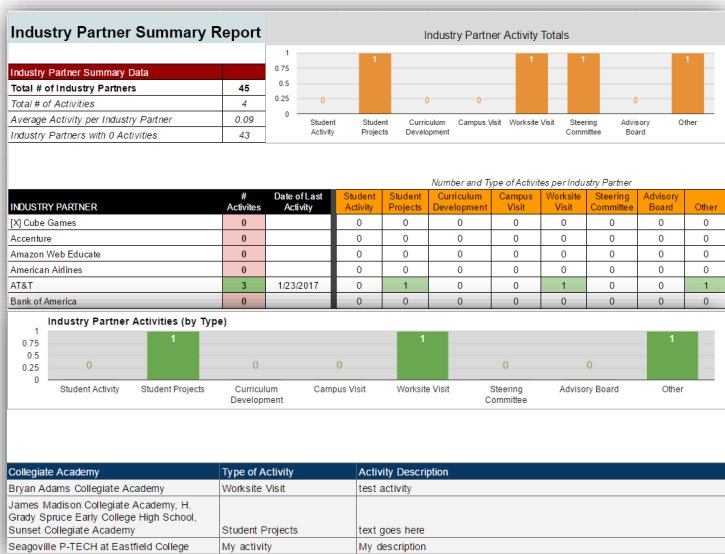 Industry Partner Summary Report
Industry Partner Activity Totals
Industry Partner Summary Data
Total # of Industry Partners 45
Total # of Activities 4
Average Activity per Industry Partner 0.09
Industry Partners with 0 Activities 43
1
0.75
0.5
0.25
0
0 1 0 0 1 1 0 1
Student Activity
Student Projects
Curriculum Development
Campus Visit
Worksite Visit
Steering Committee
Advisory Board
Other
Number and Type of Activites per Industry Partner
INDUSTRY PARTNER # Activites Date of Last Activity Student Activity Student Projects Curriculum Development Campus Visit Worksite Visit Steering Committee Advisory Board Other
[X] Cube Games 0 0 0 0 0 0 0 0 0
Accenture 0 0 0 0 0 0 0 0 0
Amazon Web Educate 0 0 0 0 0 0 0 0 0
American Airlines 0 0 0 0 0 0 0 0 0
AT&T 3 1/23/2017 0 1 0 0 1 0 0 1
Bank of America 0 0 0 0 0 0 0 0 0
Industry Partner Activities (by Type)
1
0.75
0.5
0.25
0
0 1 0 0 1 0 0 1
Student Activity
Student Projects
Curriculum Development
Campus Visit
Worksite Visit
Steering Committee
Advisory Board
Other
Collegiate Academy Type of Activity Activity Description
Bryan Adams Collegiate Academy Worksite Visit test activity
James Madison Collegiate Academy, H.
Grady Spruce Early College High School,
Sunset Collegiate Academy Student Projects text goes here
Seagoville P-TECH at Eastfield College My activity My description